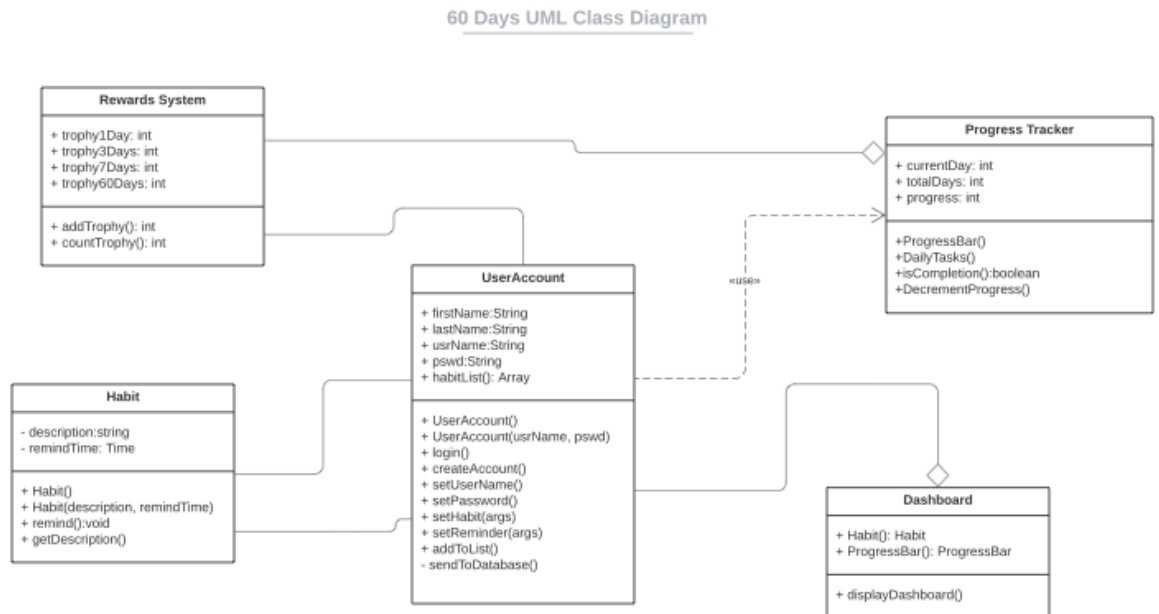 60 Days UML Class Diagram
Rewards System
+ trophy1Day: int
+ trophy3Days: int
+ trophy7Days: int
+ trophy60Days: int
+ addTrophy(): int
+ countTrophy(): int
Progress Tracker
+ currentDay: int
+ totalDays: int
+ progress: int
+ProgressBar()
+DailyTasks()
+isCompletion():boolean
+DecrementProgress()
UserAccount
+ firstName:String
+ lastName:String
+ usrName:String
+ pswd:String
+ habitList(): Array
+ UserAccount()
+ UserAccount(usrName, pswd)
+ login()
+ createAccount()
+ setUserName()
+ setPassword()
+ setHabit(args)
+ setReminder(args)
+ addToList()
- sendToDatabase()
«use»
Habit
- description:string
- remindTime: Time
+ Habit()
+ Habit(description, remindTime)
+ remind():void
+ getDescription()
Dashboard
+ Habit(): Habit
+ ProgressBar(): ProgressBar
+ displayDashboard()